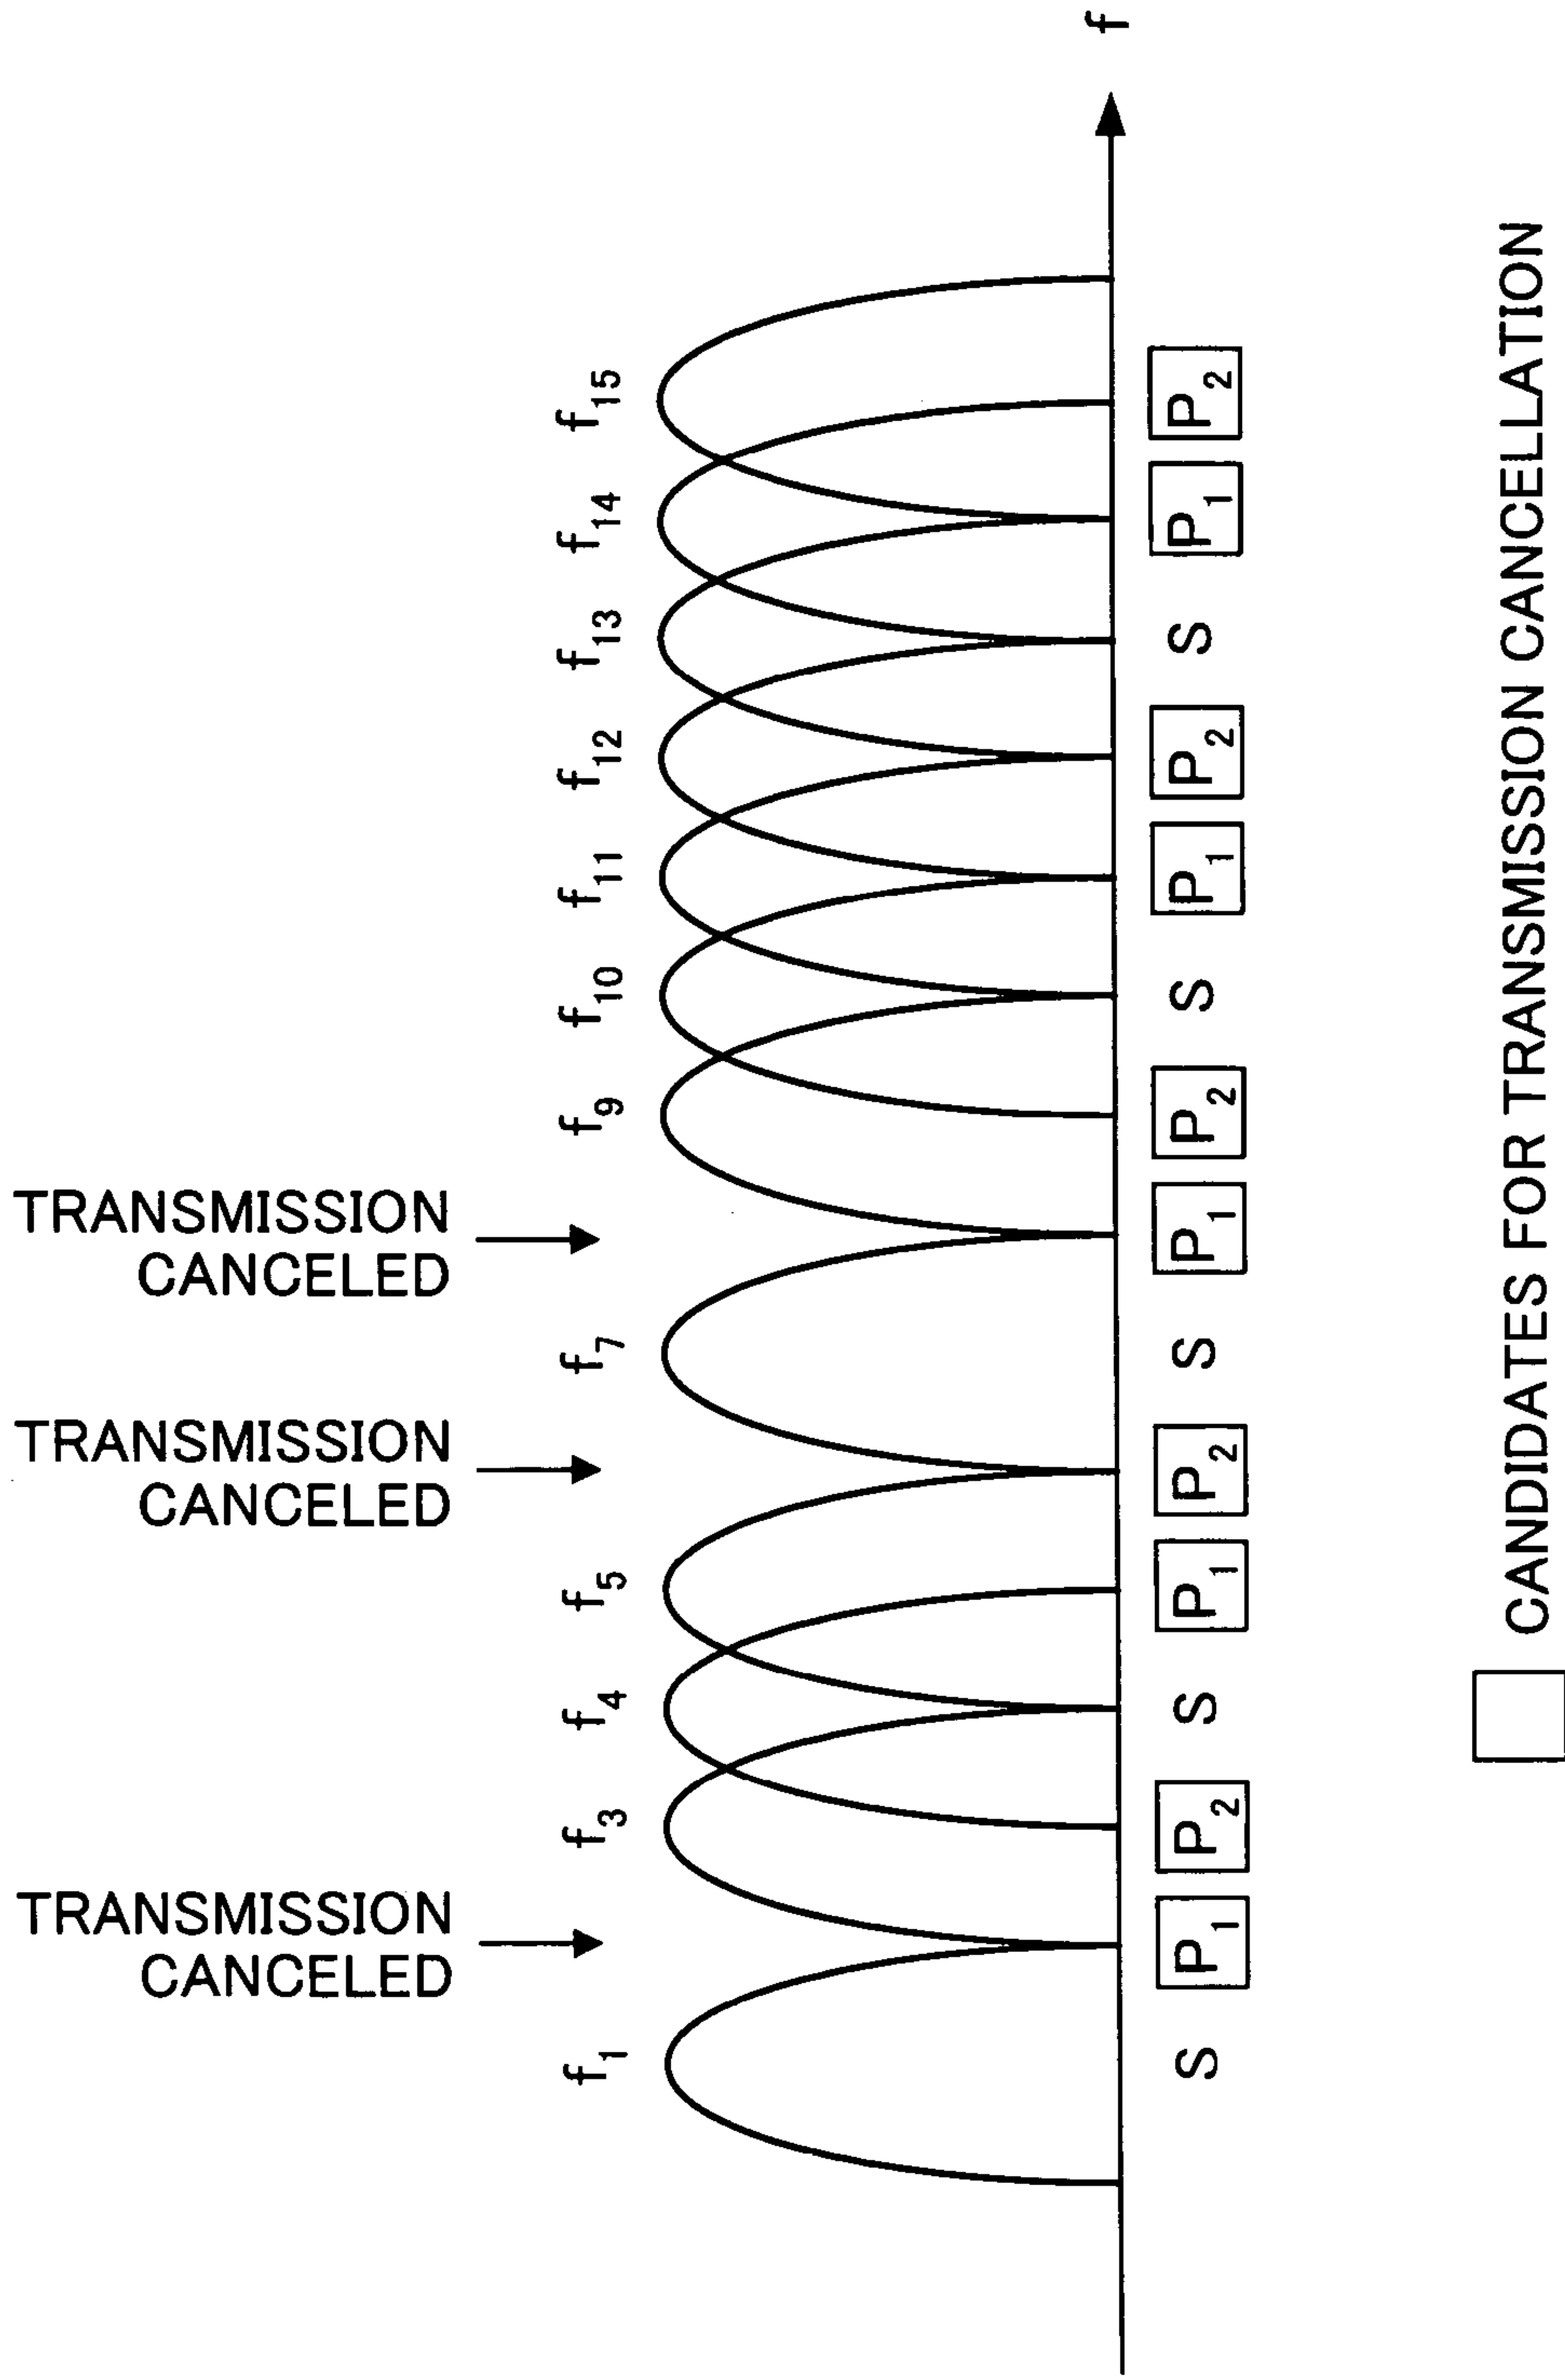 TRANSMISSION
CANCELED
TRANSMISSION
CANCELED
TRANSMISSION
CANCELED
f₁ f₃ f₄ f₅ f₇ f₉ f₁₀ f₁₁ f₁₂ f₁₃ f₁₄ f₁₅
f
S P₁ P₂ S P₁ P₂ S P₁ P₂ S P₁ P₂ S P₁ P₂
CANDIDATES FOR TRANSMISSION CANCELLATION